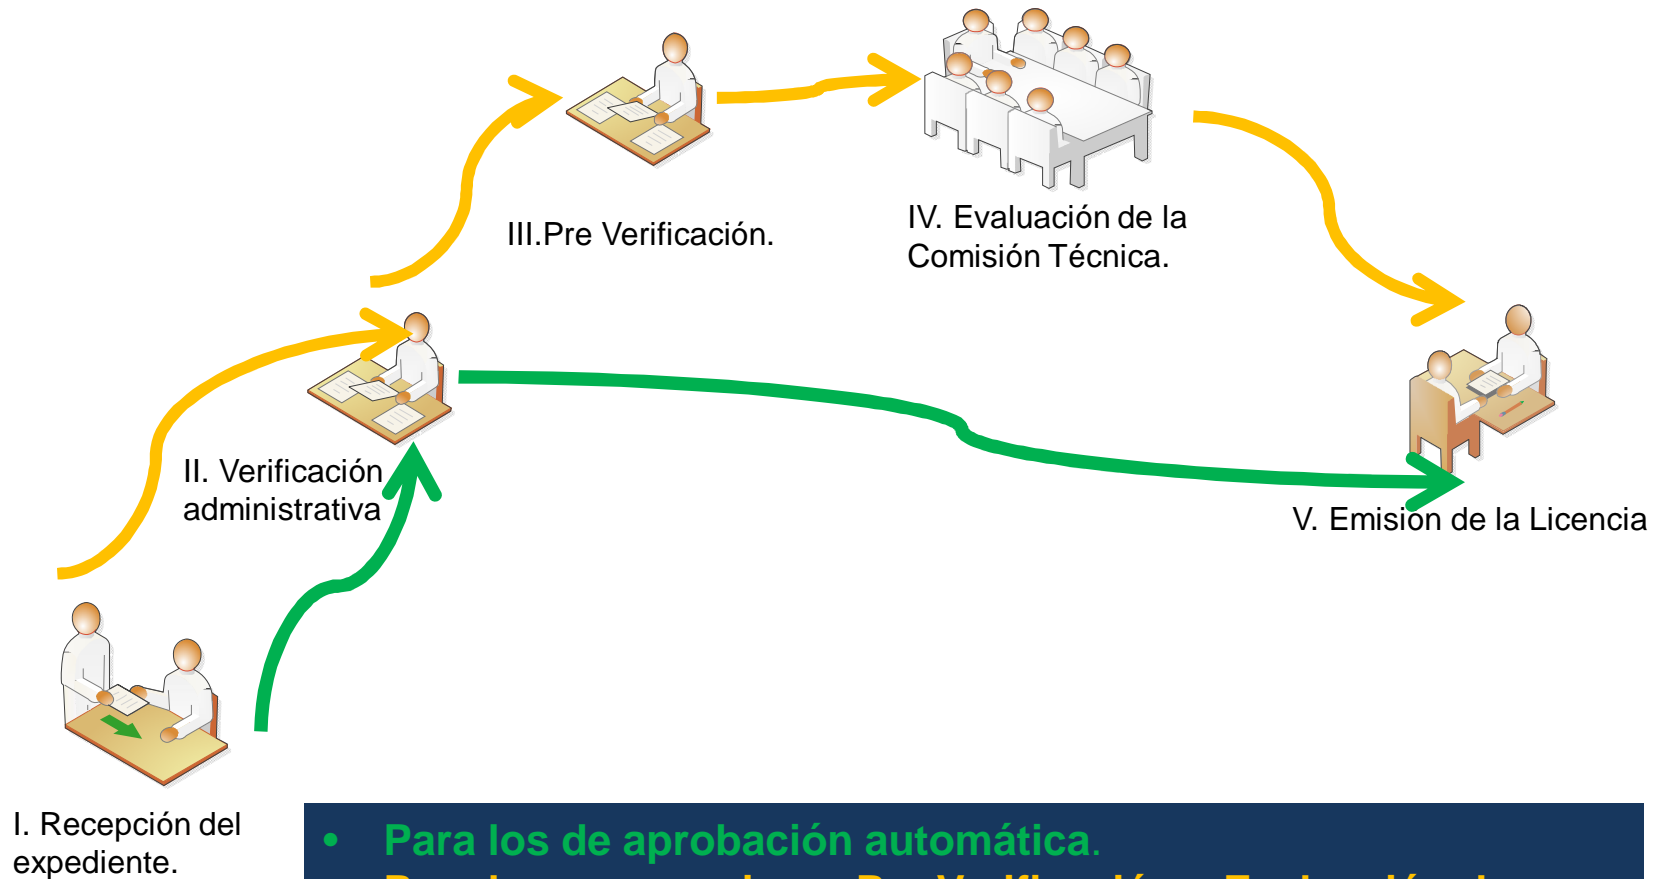 III.Pre Verificación.
IV. Evaluación de la
Comisión Técnica.
II. Verificación
administrativa
V. Emisión de la Licencia
I. Recepción del
expediente.
• Para los de aprobación automática.